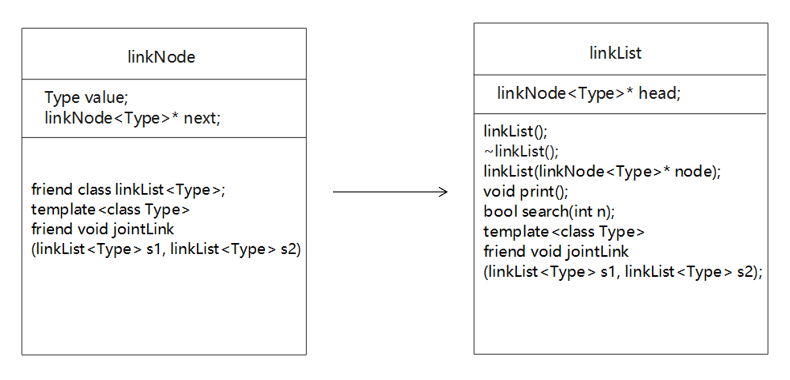 linkNode
Type value;
linkNode<Type>* next;
friend class linkList<Type>;
template<class Type>
friend void jointLink
(linkList<Type> s1, linkList<Type> s2)
linkList
linkNode<Type>* head;
linkList();
~linkList();
linkList(linkNode<Type>* node);
void print();
bool search(int n);
template<class Type>
friend void jointLink
(linkList<Type> s1, linkList<Type> s2);